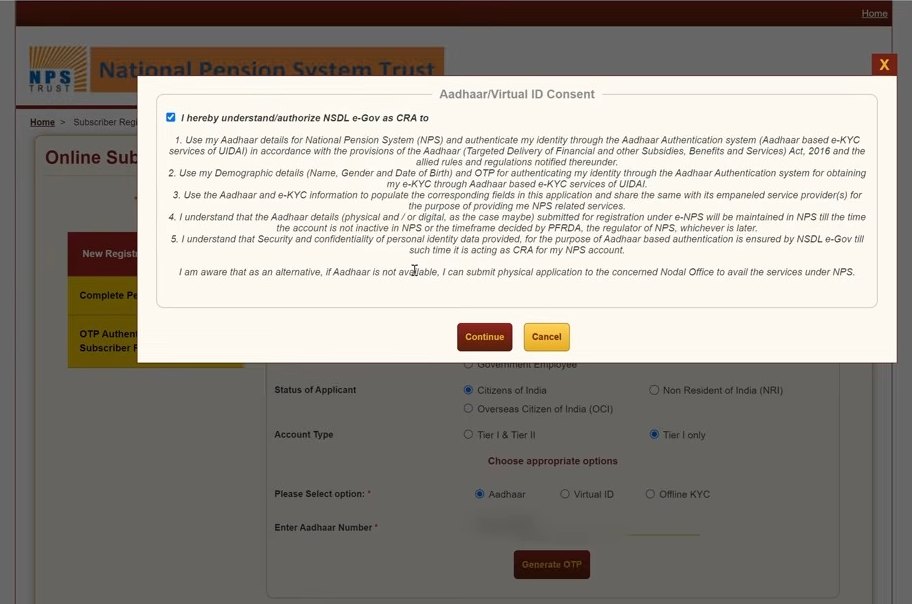 Home
NPS
TRUST
National Pension System Trust
X
Aadhaar/Virtual ID Consent
I hereby understand/authorize NSDL e-Gov as CRA to
1. Use my Aadhaar details for National Pension System (NPS) and authenticate my identity through the Aadhaar Authentication system (Aadhaar based e-KYC
services of UIDAI) in accordance with the provisions of the Aadhaar (Targeted Delivery of Financial and other Subsidies, Benefits and Services) Act, 2016 and the
allied rules and regulations notified thereunder.
2. Use my Demographic details (Name, Gender and Date of Birth) and OTP for authenticating my identity through the Aadhaar Authentication system for obtaining
my e-KYC through Aadhaar based e-KYC services of UIDAI.
3. Use the Aadhaar and e-KYC information to populate the corresponding fields in this application and share the same with its empaneled service provider(s) for
the purpose of providing me NPS related services.
4. I understand that the Aadhaar details (physical and / or digital, as the case maybe) submitted for registration under e-NPS will be maintained in NPS till the time
the account is not inactive in NPS or the timeframe decided by PFRDA, the regulator of NPS, whichever is later.
5. I understand that Security and confidentiality of personal identity data provided, for the purpose of Aadhaar based authentication is ensured by NSDL e-Gov till
such time it is acting as CRA for my NPS account.
I am aware that as an alternative, if Aadhaar is not available, I can submit physical application to the concerned Nodal Office to avail the services under NPS.
Continue Cancel
Home > Subscriber Regi
Online Sub
New Registr
Complete Pe
OTP Authen
Subscriber R
Government Employee
Status of Applicant Citizens of India Non Resident of India (NRI)
Overseas Citizen of India (OCI)
Account Type Tier I & Tier II Tier I only
Choose appropriate options
Please Select option: * Aadhaar Virtual ID Offline KYC
Enter Aadhaar Number *
Generate OTP